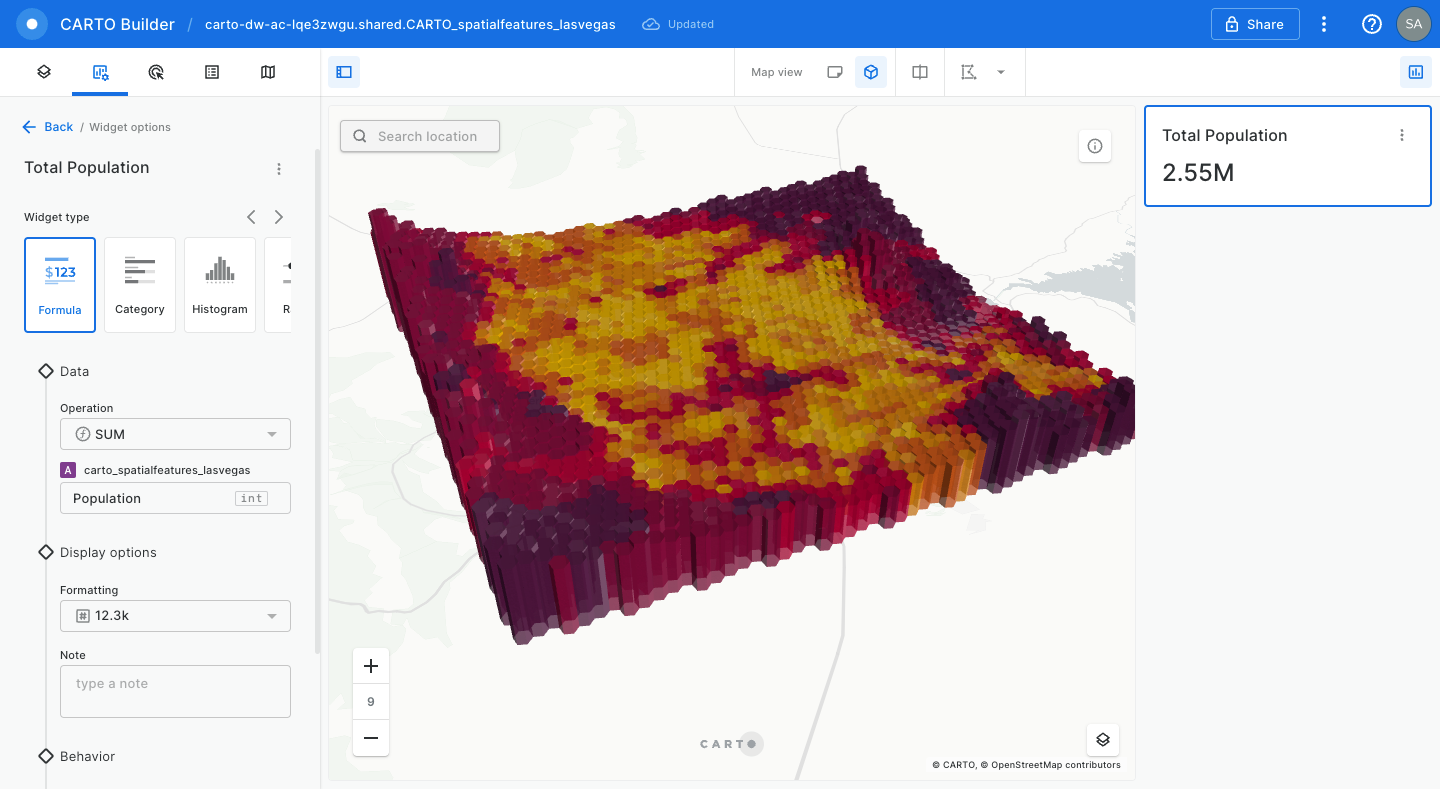 CARTO Builder / carto-dw-ac-lqe3zwgu.shared.CARTO_spatialfeatures_lasvegas Updated Share SA
Map view
Back / Widget options
Total Population
Widget type
$123
Formula
Category
Histogram
R
Data
Operation
SUM
A carto_spatialfeatures_lasvegas
Population int
Display options
Formatting
# 12.3k
Note
type a note
Behavior
Search location
9
CARTO
© CARTO, © OpenStreetMap contributors
Total Population
2.55M